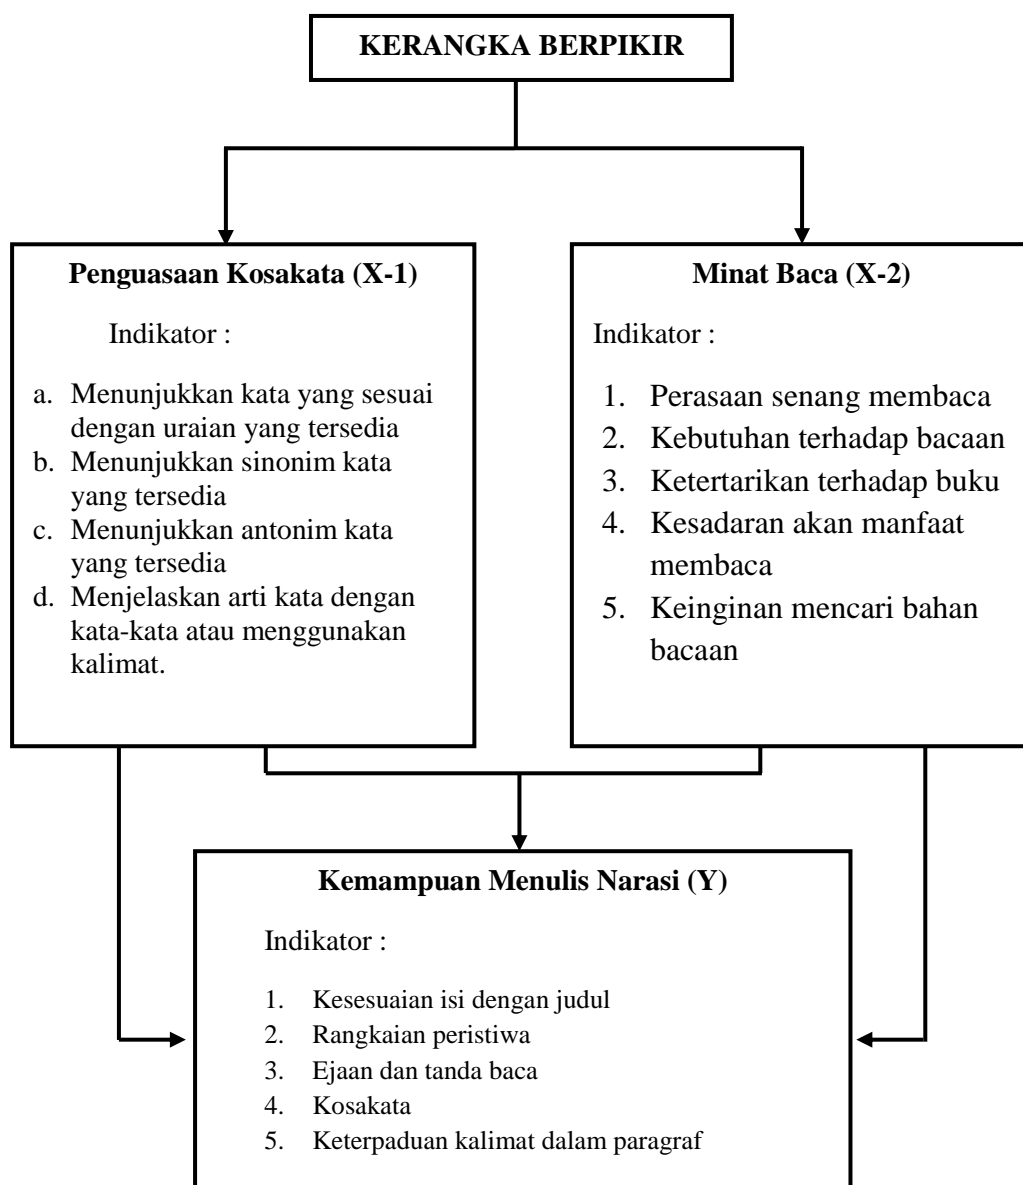 KERANGKA BERPIKIR
Penguasaan Kosakata (X-1)
Indikator :
a. Menunjukkan kata yang sesuai
dengan uraian yang tersedia
b. Menunjukkan sinonim kata
yang tersedia
c. Menunjukkan antonim kata
yang tersedia
d. Menjelaskan arti kata dengan
kata-kata atau menggunakan
kalimat.
Minat Baca (X-2)
Indikator :
1. Perasaan senang membaca
2. Kebutuhan terhadap bacaan
3. Ketertarikan terhadap buku
4. Kesadaran akan manfaat
membaca
5. Keinginan mencari bahan
bacaan
Kemampuan Menulis Narasi (Y)
Indikator :
1. Kesesuaian isi dengan judul
2. Rangkaian peristiwa
3. Ejaan dan tanda baca
4. Kosakata
5. Keterpaduan kalimat dalam paragraf